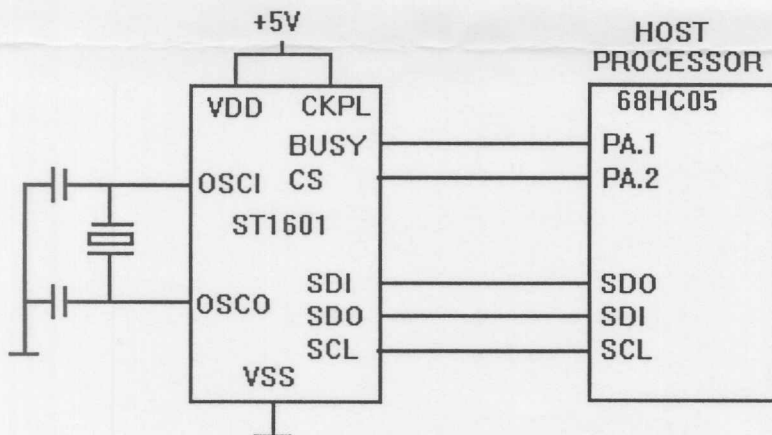 +5V
HOST
PROCESSOR
VDD
CKPL
68HC05
BUSY
PA.1
OSCI
CS
PA.2
ST1601
SDI
SDO
OSCO
SDO
SDI
SCL
SCL
VSS